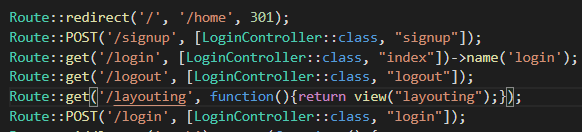 Route::redirect('/', '/home', 301);
Route::POST('/signup', [LoginController::class, "signup"]);
Route::get('/login', [LoginController::class, "index"])->name('login');
Route::get('/logout', [LoginController::class, "logout"]);
Route::get('/layouting', function(){return view("layouting");});
Route::POST('/login', [LoginController::class, "login"]);